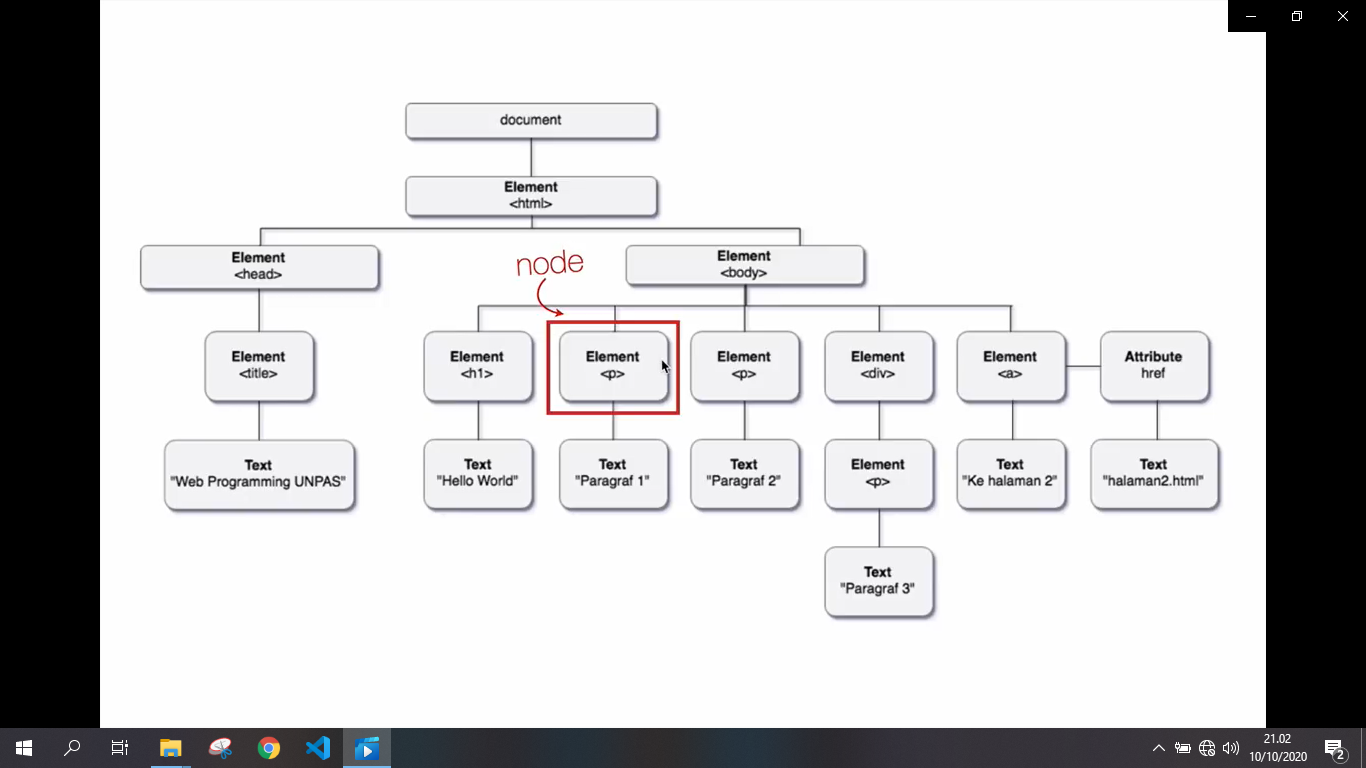 document
Element
<html>
Element
<head>
node
Element
<body>
Element
<title>
Element
<h1>
Element
<p>
Element
<p>
Element
<div>
Element
<a>
Attribute
href
Text
"Web Programming UNPAS"
Text
"Hello World"
Text
"Paragraf 1"
Text
"Paragraf 2"
Element
<p>
Text
"Ke halaman 2"
Text
"halaman2.html"
Text
"Paragraf 3"
21.02
10/10/2020
2